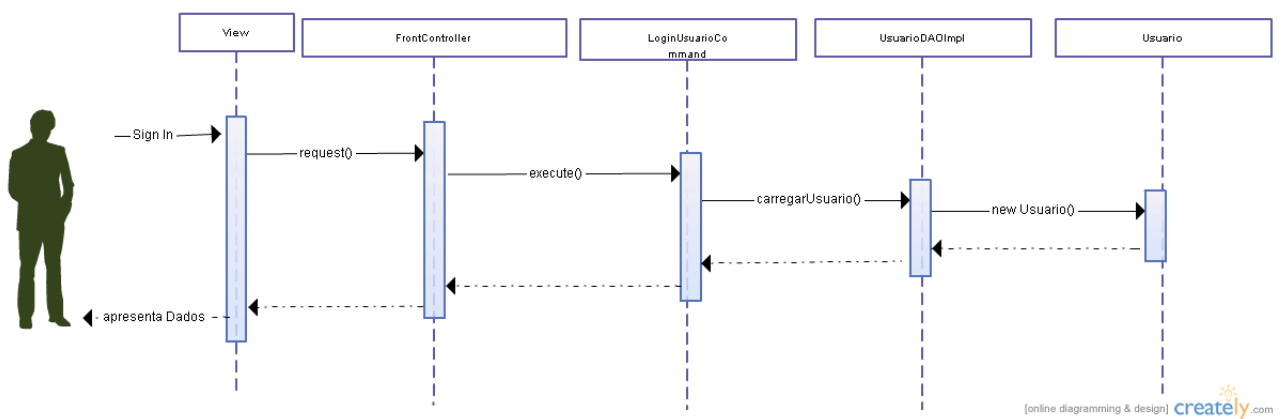 View
FrontController
LoginUsuarioCo
mmand
UsuarioDAOImpl
Usuario
Sign In
request()
execute()
carregarUsuario()
new Usuario()
apresenta Dados
[online diagramming & design] creately.com